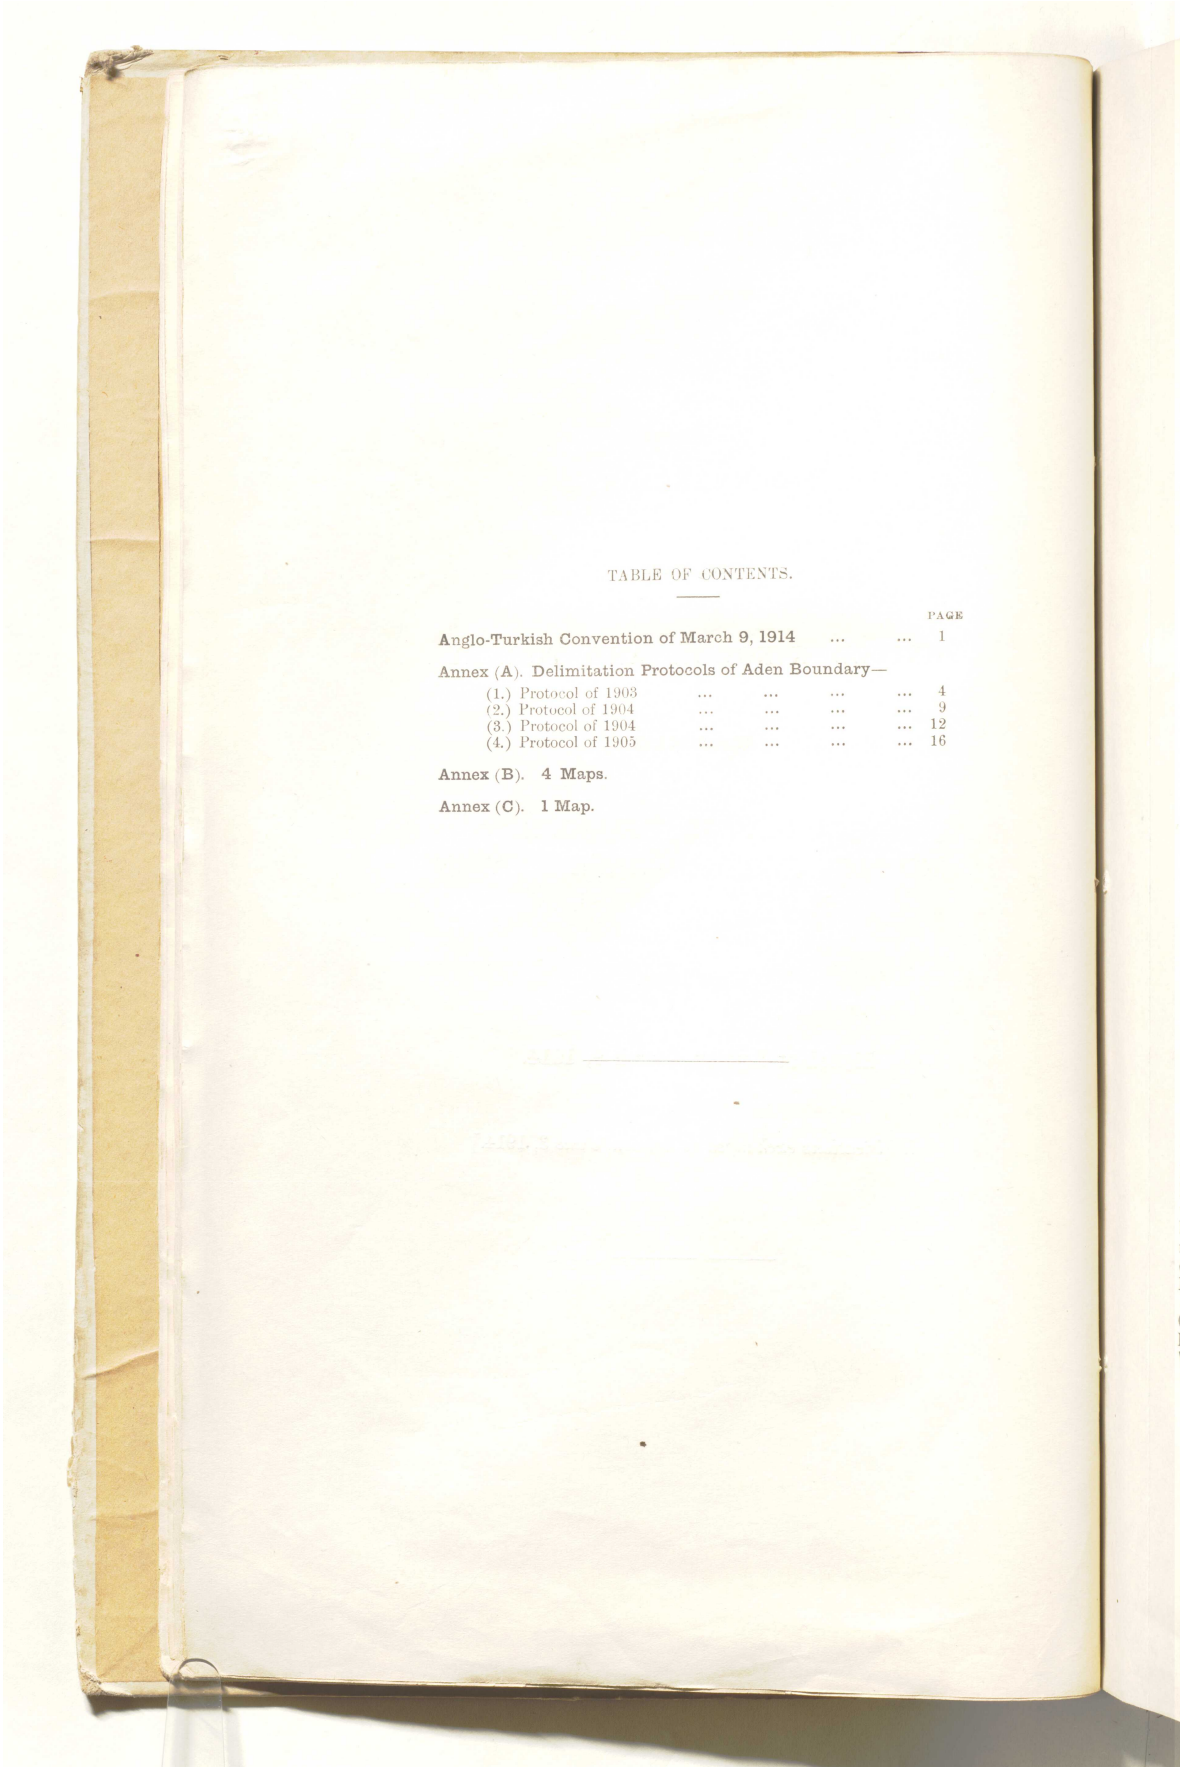 TABLE OF CONTENTS.
PAGE
Anglo-Turkish Convention of March 9, 1914 ... ... 1
Annex (A). Delimitation Protocols of Aden Boundary—
(1.) Protocol of 1903 ... ... ... ... 4
(2.) Protocol of 1904 ... ... ... ... 9
(3.) Protocol of 1904 ... ... ... ... 12
(4.) Protocol of 1905 ... ... ... ... 16
Annex (B). 4 Maps.
Annex (C). 1 Map.